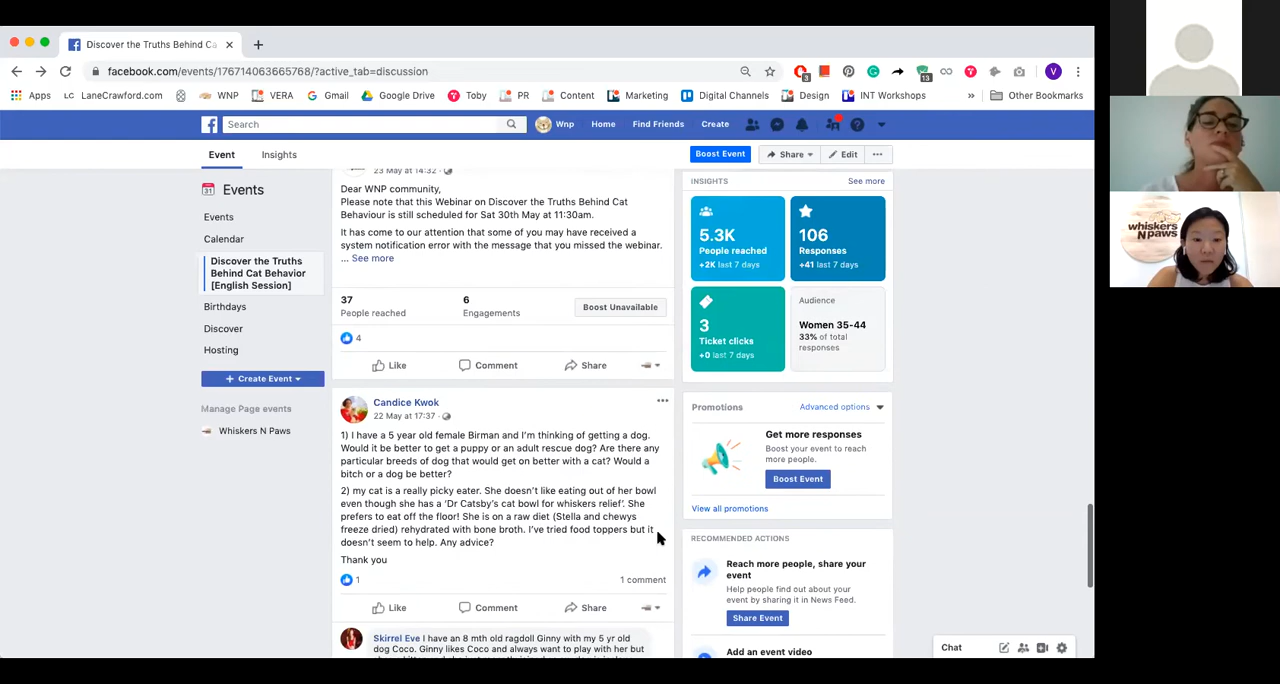 Discover the Truths Behind Ca
facebook.com/events/176714063665768/?active_tab=discussion
3
13
V
Apps
LC LaneCrawford.com
WNP
VERA
Gmail
Google Drive
Toby
PR
Content
Marketing
Digital Channels
Design
INT Workshops
»
Other Bookmarks
Search
Wnp
Home
Find Friends
Create
Event
Insights
Boost Event
Share
Edit
31
Events
Events
Calendar
Discover the Truths
Behind Cat Behavior
[English Session]
Birthdays
Discover
Hosting
+ Create Event
Manage Page events
Whiskers N Paws
23 May at 14:32
Dear WNP community,
Please note that this Webinar on Discover the Truths Behind Cat
Behaviour is still scheduled for Sat 30th May at 11:30am.
It has come to our attention that some of you may have received a
system notification error with the message that you missed the webinar.
... See more
37
People reached
6
Engagements
Boost Unavailable
4
Like
Comment
Share
Candice Kwok
22 May at 17:37
1) I have a 5 year old female Birman and I'm thinking of getting a dog.
Would it be better to get a puppy or an adult rescue dog? Are there any
particular breeds of dog that would get on better with a cat? Would a
bitch or a dog be better?
2) my cat is a really picky eater. She doesn't like eating out of her bowl
even though she has a 'Dr Catsby's cat bowl for whiskers relief'. She
prefers to eat off the floor! She is on a raw diet (Stella and chewys
freeze dried) rehydrated with bone broth. I've tried food toppers but it
doesn't seem to help. Any advice?
Thank you
1
1 comment
Like
Comment
Share
Skirrel Eve I have an 8 mth old ragdoll Ginny with my 5 yr old
dog Coco. Ginny likes Coco and always want to play with her but
INSIGHTS
See more
5.3K
People reached
+2K last 7 days
106
Responses
+41 last 7 days
3
Ticket clicks
+0 last 7 days
Audience
Women 35-44
33% of total
responses
Promotions
Advanced options
Get more responses
Boost your event to reach
more people.
Boost Event
View all promotions
RECOMMENDED ACTIONS
Reach more people, share your
event
Help people find out about your
event by sharing it in News Feed.
Share Event
Add an event video
Chat
whiskers
N PAWS